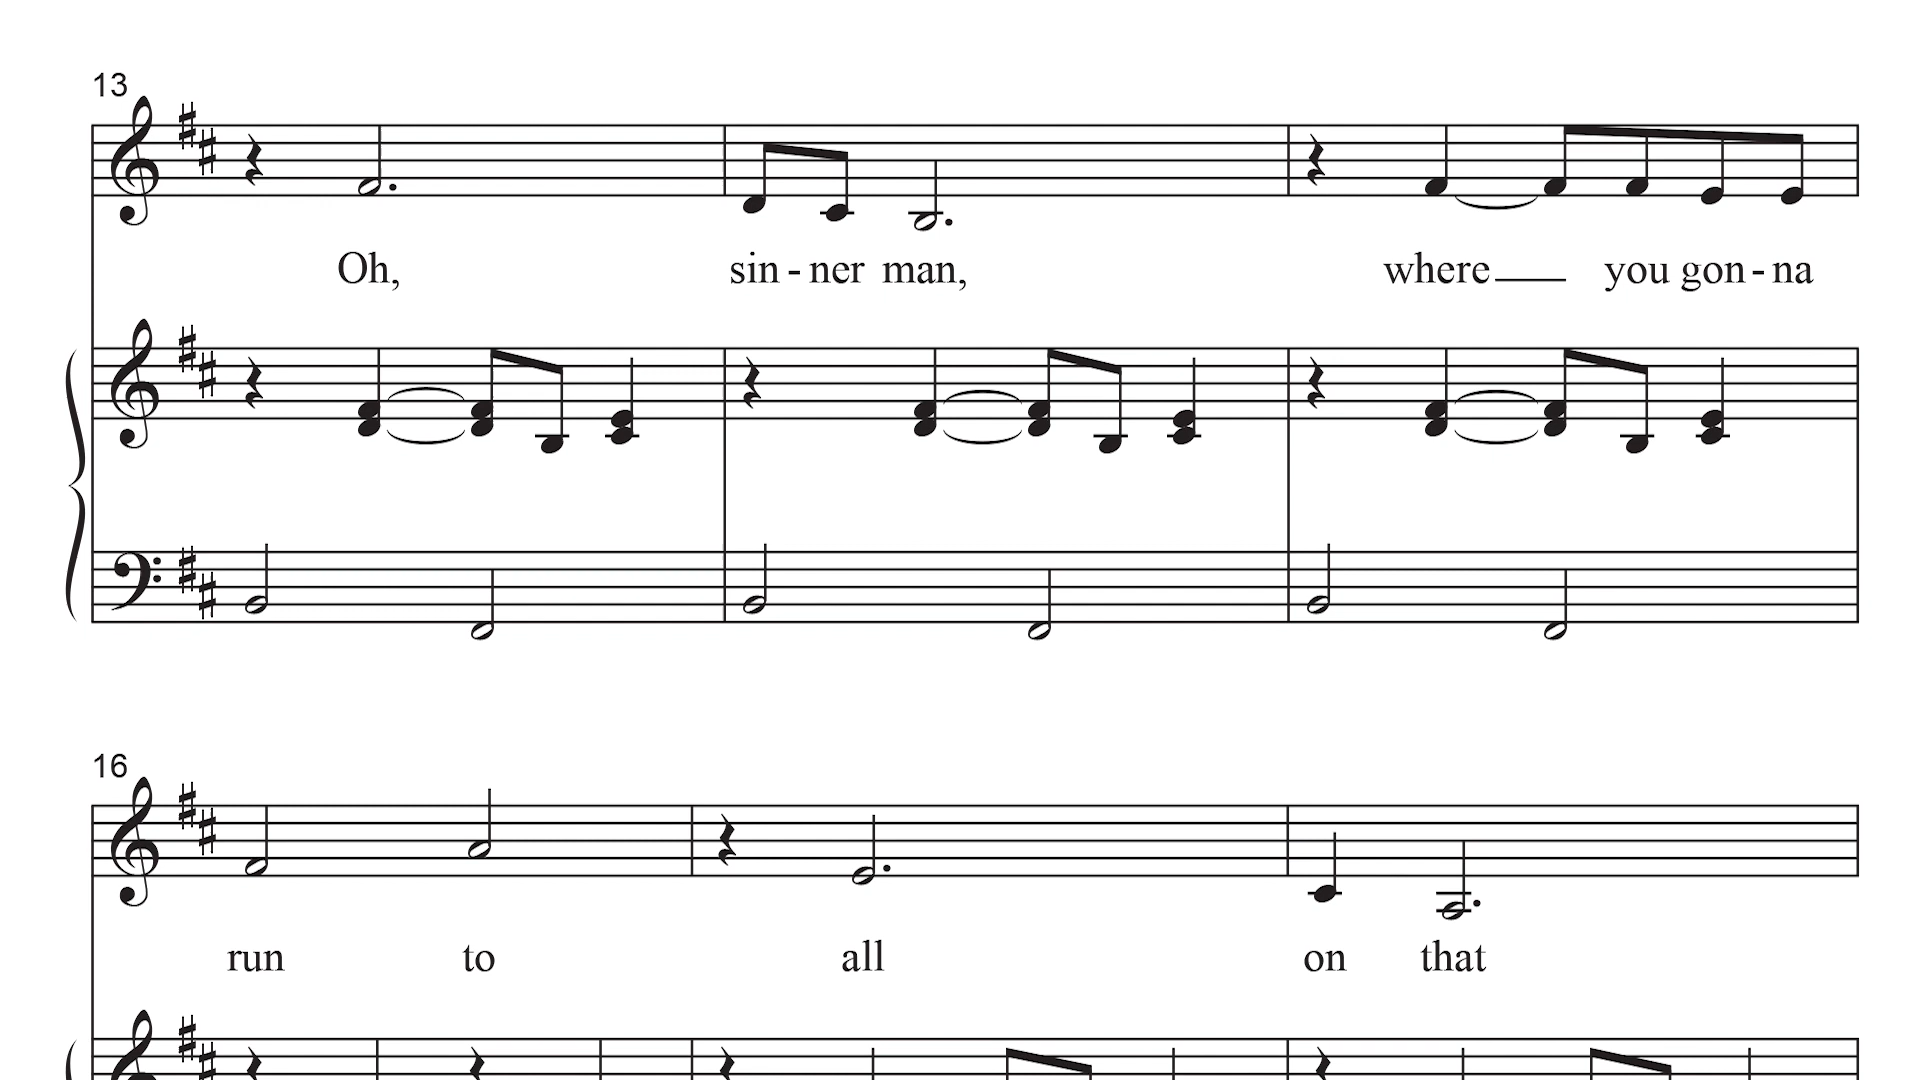 13
Oh, sin - ner man, where you gon - na
16
run to all on that